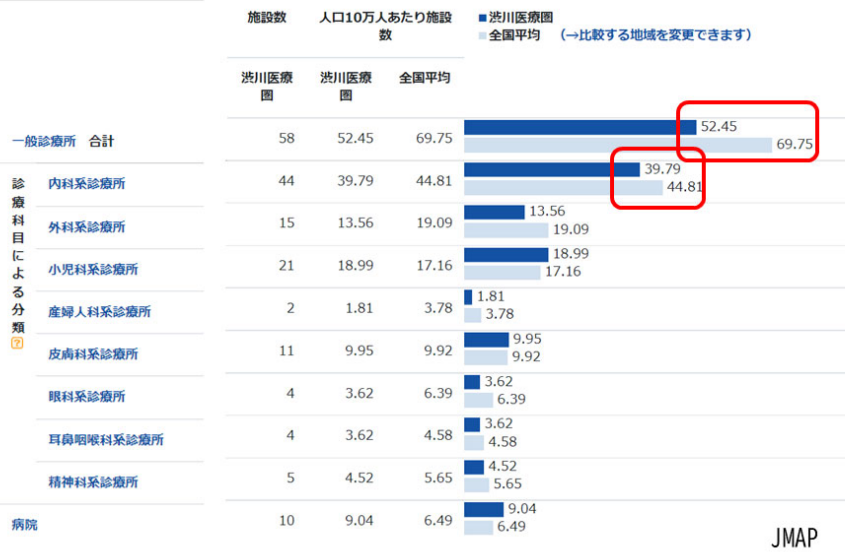 施設数 人口10万人あたり施設数 ■渋川医療圏
■全国平均 (→比較する地域を変更できます)
渋川医療圏 渋川医療圏 全国平均
一般診療所 合計 58 52.45 69.75 52.45 69.75
診療科目による分類?
内科系診療所 44 39.79 44.81 39.79 44.81
外科系診療所 15 13.56 19.09 13.56 19.09
小児科系診療所 21 18.99 17.16 18.99 17.16
産婦人科系診療所 2 1.81 3.78 1.81 3.78
皮膚科系診療所 11 9.95 9.92 9.95 9.92
眼科系診療所 4 3.62 6.39 3.62 6.39
耳鼻咽喉科系診療所 4 3.62 4.58 3.62 4.58
精神科系診療所 5 4.52 5.65 4.52 5.65
病院 10 9.04 6.49 9.04 6.49
JMAP